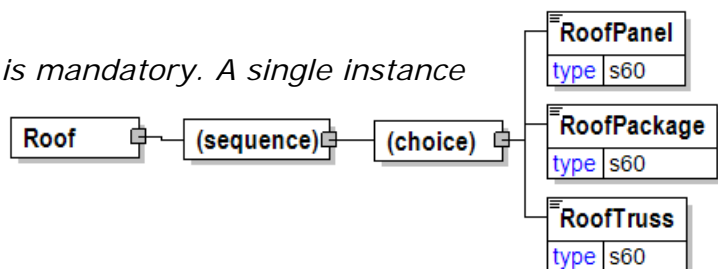 RoofPanel
type s60
is mandatory. A single instance
Roof
(sequence)
(choice)
RoofPackage
type s60
RoofTruss
type s60